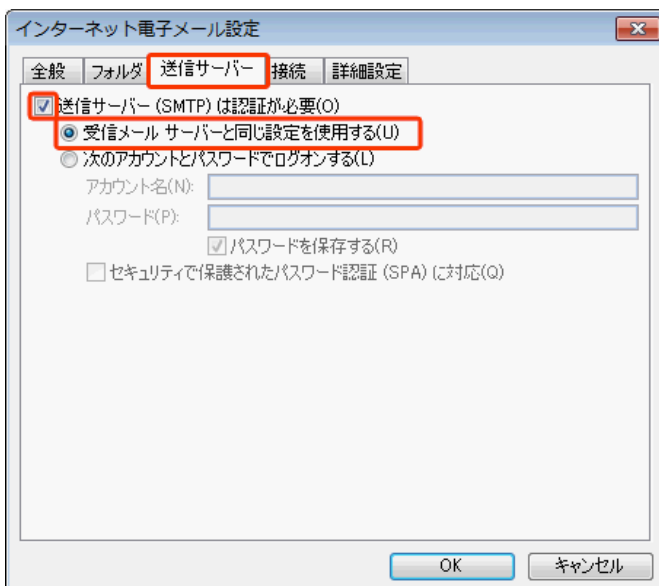 インターネット電子メール設定
全般 フォルダ 送信サーバー 接続 詳細設定
送信サーバー (SMTP) は認証が必要(O)
受信メール サーバーと同じ設定を使用する(U)
次のアカウントとパスワードでログオンする(L)
アカウント名(N):
パスワード(P):
パスワードを保存する(R)
セキュリティで保護されたパスワード認証 (SPA) に対応(Q)
OK キャンセル